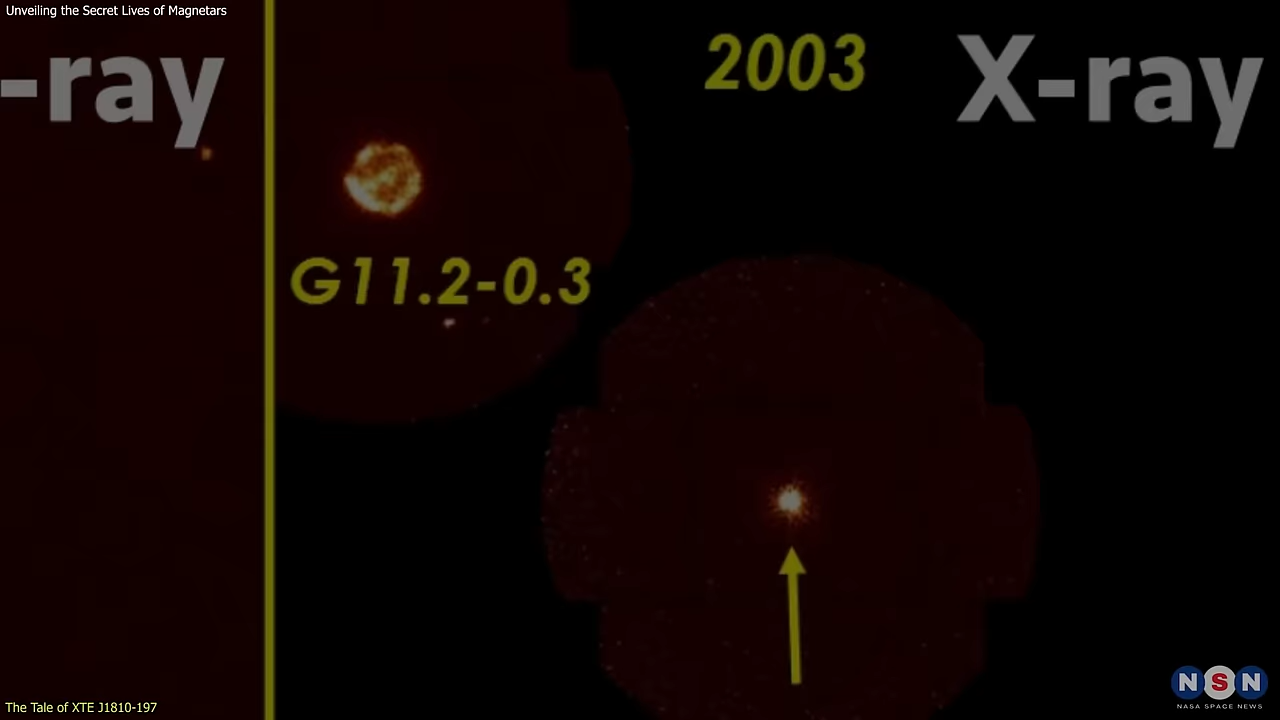 Unveiling the Secret Lives of Magnetars
-ray
2003
X-ray
G11.2-0.3
The Tale of XTE J1810-197
NSN
NASA SPACE NEWS